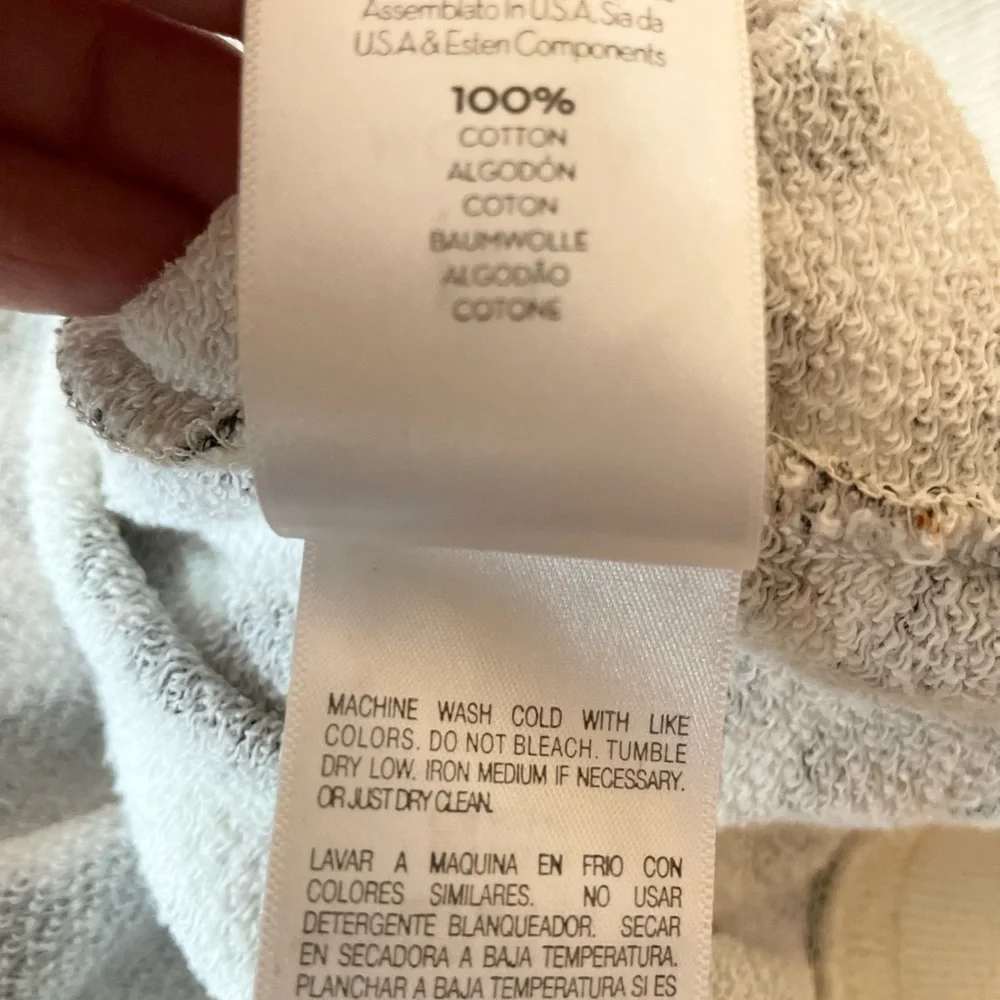 Assemblato In U.S.A. Sia da
U.S.A & Esten Components
100%
COTTON
ALGODÓN
COTON
BAUMWOLLE
ALGODÃO
COTONE
MACHINE WASH COLD WITH LIKE
COLORS. DO NOT BLEACH. TUMBLE
DRY LOW. IRON MEDIUM IF NECESSARY.
OR JUST DRY CLEAN.
LAVAR A MAQUINA EN FRIO CON
COLORES SIMILARES. NO USAR
DETERGENTE BLANQUEADOR. SECAR
EN SECADORA A BAJA TEMPERATURA.
PLANCHAR A BAJA TEMPERATURA SI ES